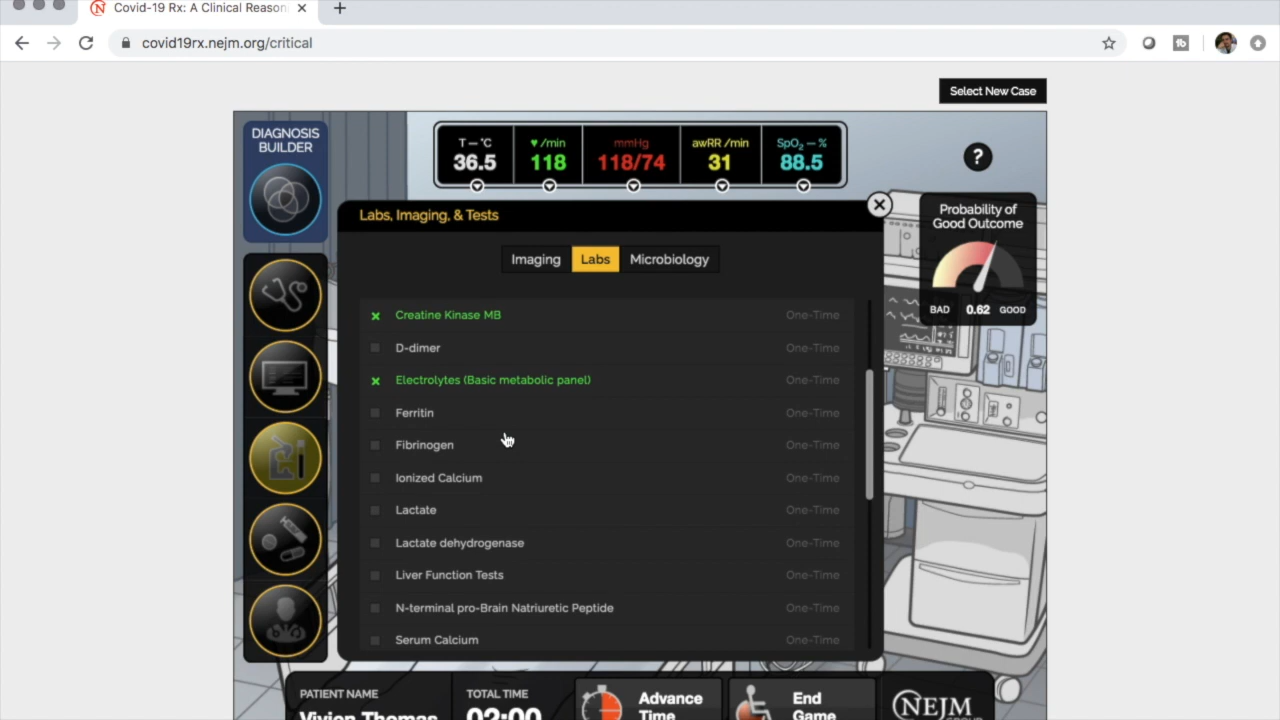 Covid-19 Rx: A Clinical Reason
covid19rx.nejm.org/critical
Select New Case
DIAGNOSIS
BUILDER
T — °C
36.5
♥ /min
118
mmHg
118/74
awRR /min
31
SpO₂ — %
88.5
?
Probability of
Good Outcome
BAD 0.62 GOOD
Labs, Imaging, & Tests
Imaging Labs Microbiology
Creatine Kinase MB One-Time
D-dimer One-Time
Electrolytes (Basic metabolic panel) One-Time
Ferritin One-Time
Fibrinogen One-Time
Ionized Calcium One-Time
Lactate One-Time
Lactate dehydrogenase One-Time
Liver Function Tests One-Time
N-terminal pro-Brain Natriuretic Peptide One-Time
Serum Calcium One-Time
PATIENT NAME
Vivien Thomas
TOTAL TIME
02:00
Advance
Time
End
Game
NEJM